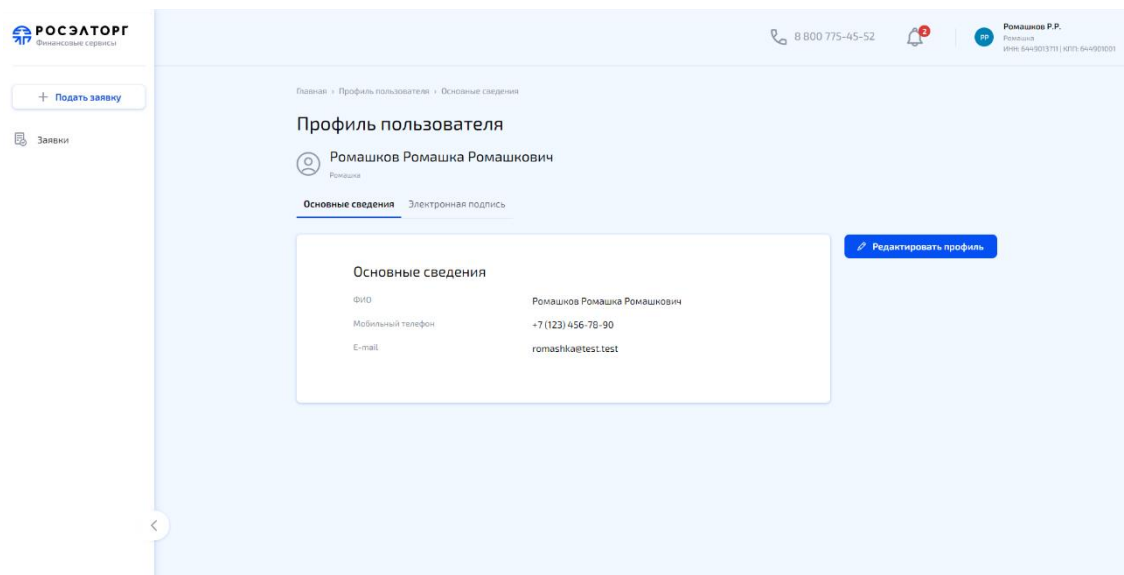 РОСЭЛТОРГ
Финансовые сервисы
8 800 775-45-52
2
РР
Ромашков Р.Р.
Ромашка
ИНН: 6449013711 | КПП: 644901001
+ Подать заявку
Заявки
Главная › Профиль пользователя › Основные сведения
Профиль пользователя
Ромашков Ромашка Ромашкович
Ромашка
Основные сведения Электронная подпись
Редактировать профиль
Основные сведения
ФИО Ромашков Ромашка Ромашкович
Мобильный телефон +7 (123) 456-78-90
E-mail romashka@test.test